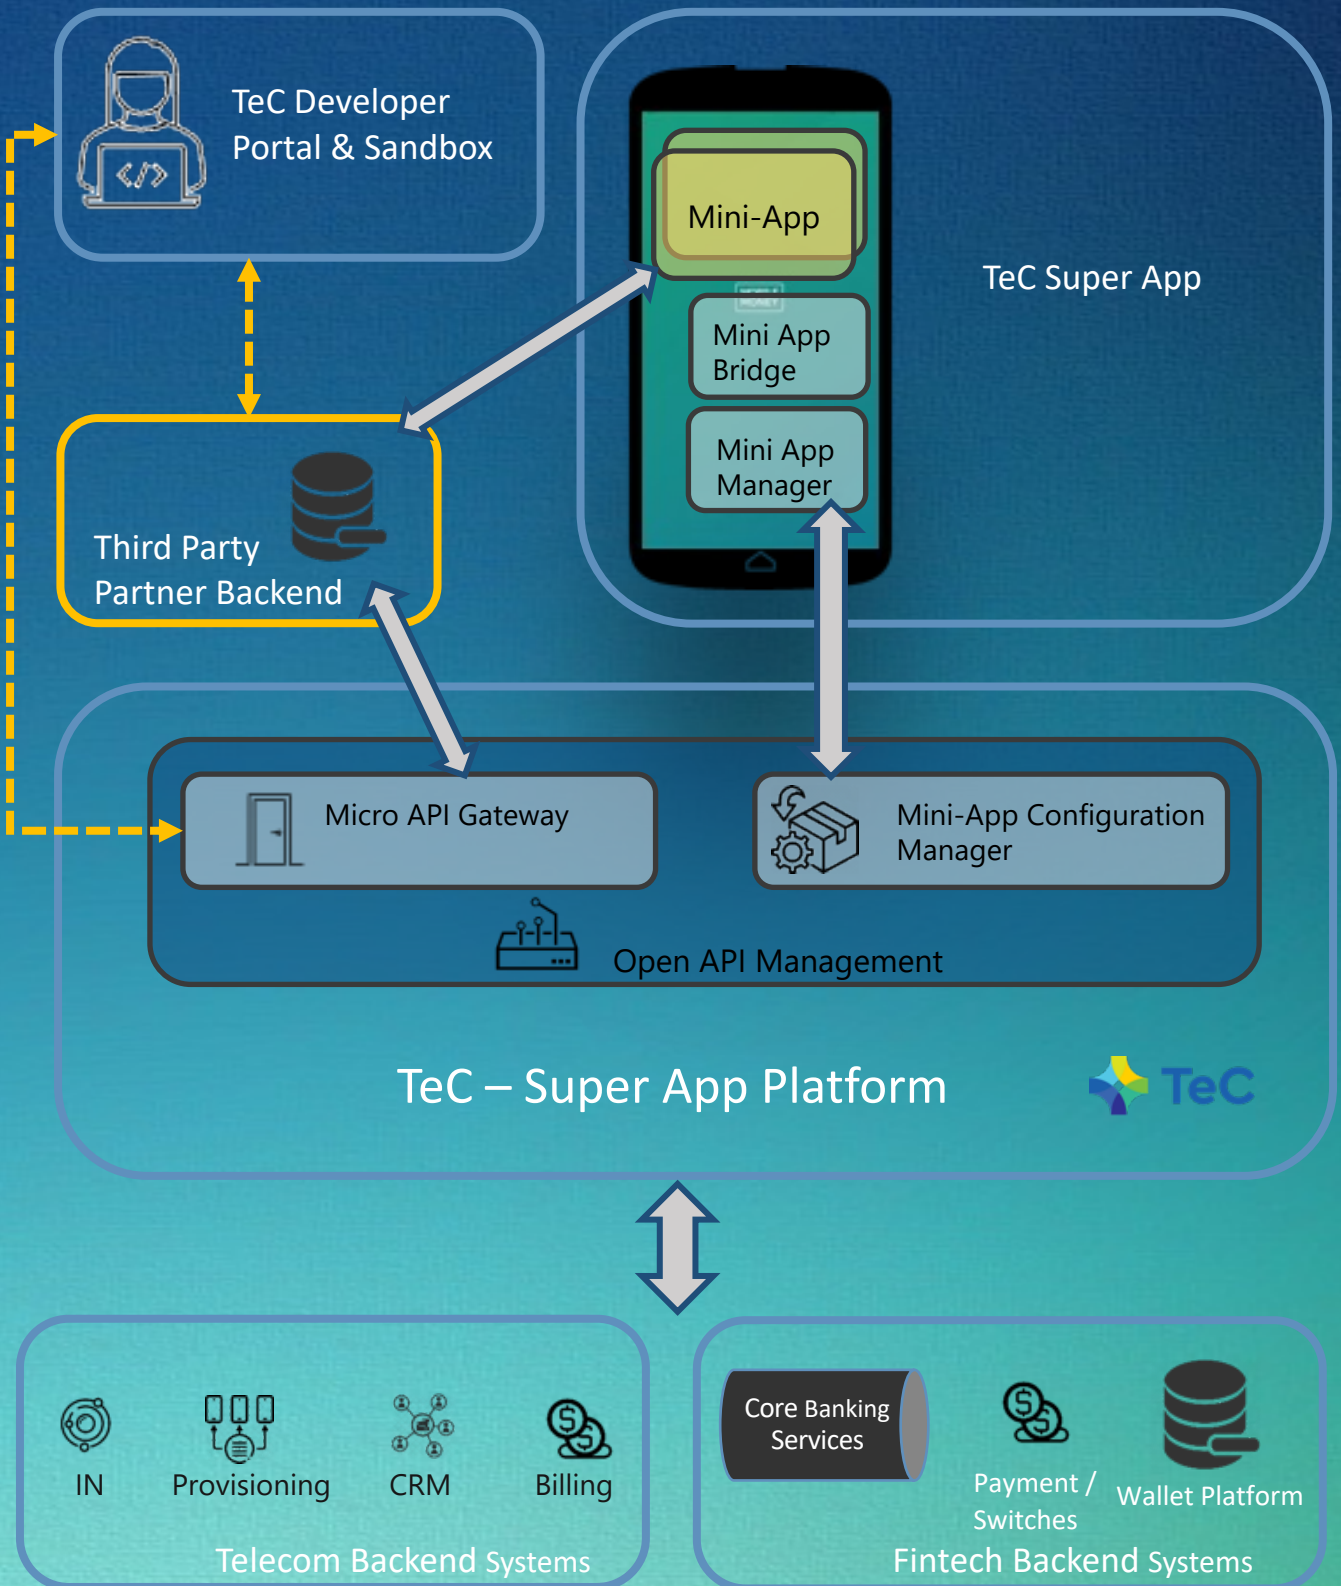 TeC Developer
Portal & Sandbox
</>
Mini-App
TeC Super App
MONEY
Mini App
Bridge
Mini App
Manager
Third Party
Partner Backend
Micro API Gateway
Mini-App Configuration
Manager
Open API Management
TeC – Super App Platform
TeC
Core Banking
Services
IN
Provisioning
CRM
Billing
Payment /
Switches
Wallet Platform
Telecom Backend Systems
Fintech Backend Systems